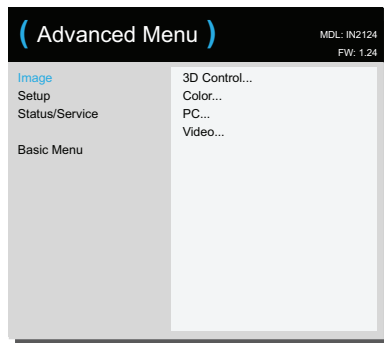 ( Advanced Menu )
MDL: IN2124
FW: 1.24
Image
Setup
Status/Service
Basic Menu
3D Control...
Color...
PC...
Video...